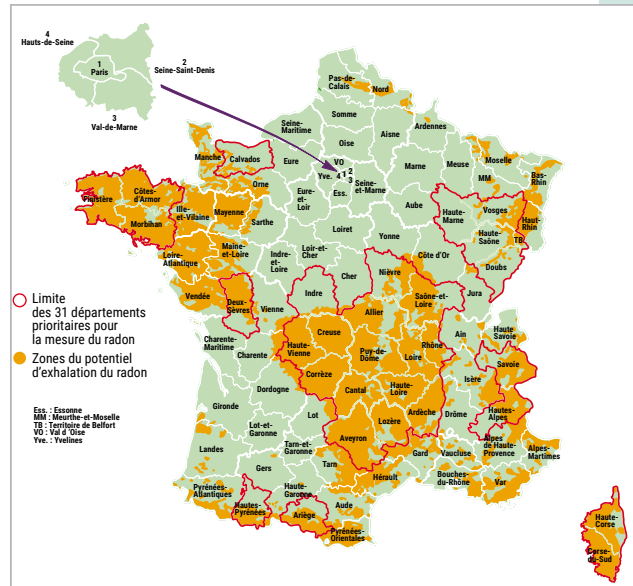 4
Hauts-de-Seine
1
Paris
2
Seine-Saint-Denis
3
Val-de-Marne
Pas-de-
Calais
Nord
Somme
Seine-
Maritime
Aisne
Ardennes
Oise
Manche
Calvados
Eure
VO
Yve.
4
1
2
3
Ess.
Seine-
et-Marne
Marne
Meuse
Moselle
MM
Bas-
Rhin
Finistère
Côtes-
d'Armor
Morbihan
Ille-
et-Vilaine
Mayenne
Orne
Sarthe
Eure-
et-Loir
Aube
Haute-
Marne
Vosges
Haut-
Rhin
Haute-
Saône
TB
Loiret
Yonne
Loir-et-
Cher
Côte d'Or
Doubs
Loire-
Atlantique
Maine-
et-Loire
Indre-
et-Loire
Cher
Nièvre
Jura
Vendée
Deux-
Sèvres
Vienne
Indre
Saône-et-
Loire
Allier
Limite
des 31 départements
prioritaires pour
la mesure du radon
Zones du potentiel
d'exhalation du radon
Charente-
Maritime
Charente
Haute-
Vienne
Creuse
Puy-de-
Dôme
Loire
Rhône
Ain
Haute
Savoie
Savoie
Corrèze
Isère
Dordogne
Cantal
Haute-
Loire
Ardèche
Drôme
Hautes-
Alpes
Ess. : Essonne
MM : Meurthe-et-Moselle
TB : Territoire de Belfort
VO : Val d'Oise
Yve. : Yvelines
Gironde
Lot
Lot-et-
Garonne
Aveyron
Lozère
Landes
Tarn-et-
Garonne
Tarn
Gard
Vaucluse
Alpes
de Haute-
Provence
Alpes-
Martimes
Gers
Haute-
Garonne
Hérault
Bouches-
du-Rhône
Var
Pyrénées-
Atlantiques
Hautes-
Pyrénées
Ariège
Aude
Pyrénées-
Orientales
Haute-
Corse
Corse-
du-Sud